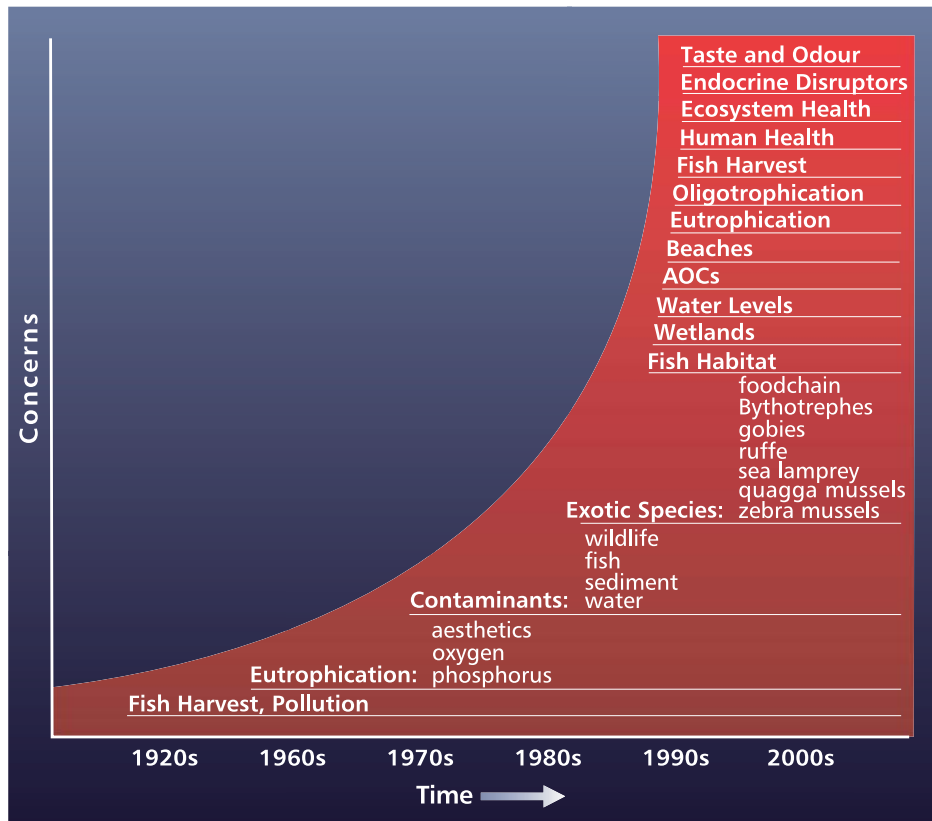 Concerns
Taste and Odour
Endocrine Disruptors
Ecosystem Health
Human Health
Fish Harvest
Oligotrophication
Eutrophication
Beaches
AOCs
Water Levels
Wetlands
Fish Habitat
foodchain
Bythotrephes
gobies
ruffe
sea lamprey
quagga mussels
Exotic Species: zebra mussels
wildlife
fish
sediment
Contaminants: water
aesthetics
oxygen
Eutrophication: phosphorus
Fish Harvest, Pollution
1920s 1960s 1970s 1980s 1990s 2000s
Time